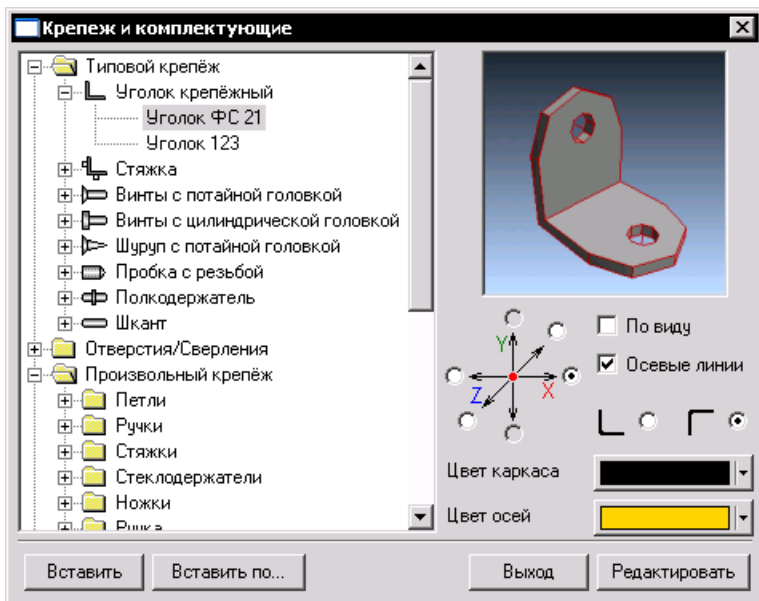 Крепеж и комплектующие
Типовой крепёж
Уголок крепёжный
Уголок ФС 21
Уголок 123
Стяжка
Винты с потайной головкой
Винты с цилиндрической головкой
Шуруп с потайной головкой
Пробка с резьбой
Полкодержатель
Шкант
Отверстия/Сверления
Произвольный крепёж
Петли
Ручки
Стяжки
Стеклодержатели
Ножки
Ручка
Y
X
Z
По виду
Осевые линии
Цвет каркаса
Цвет осей
Вставить
Вставить по...
Выход
Редактировать